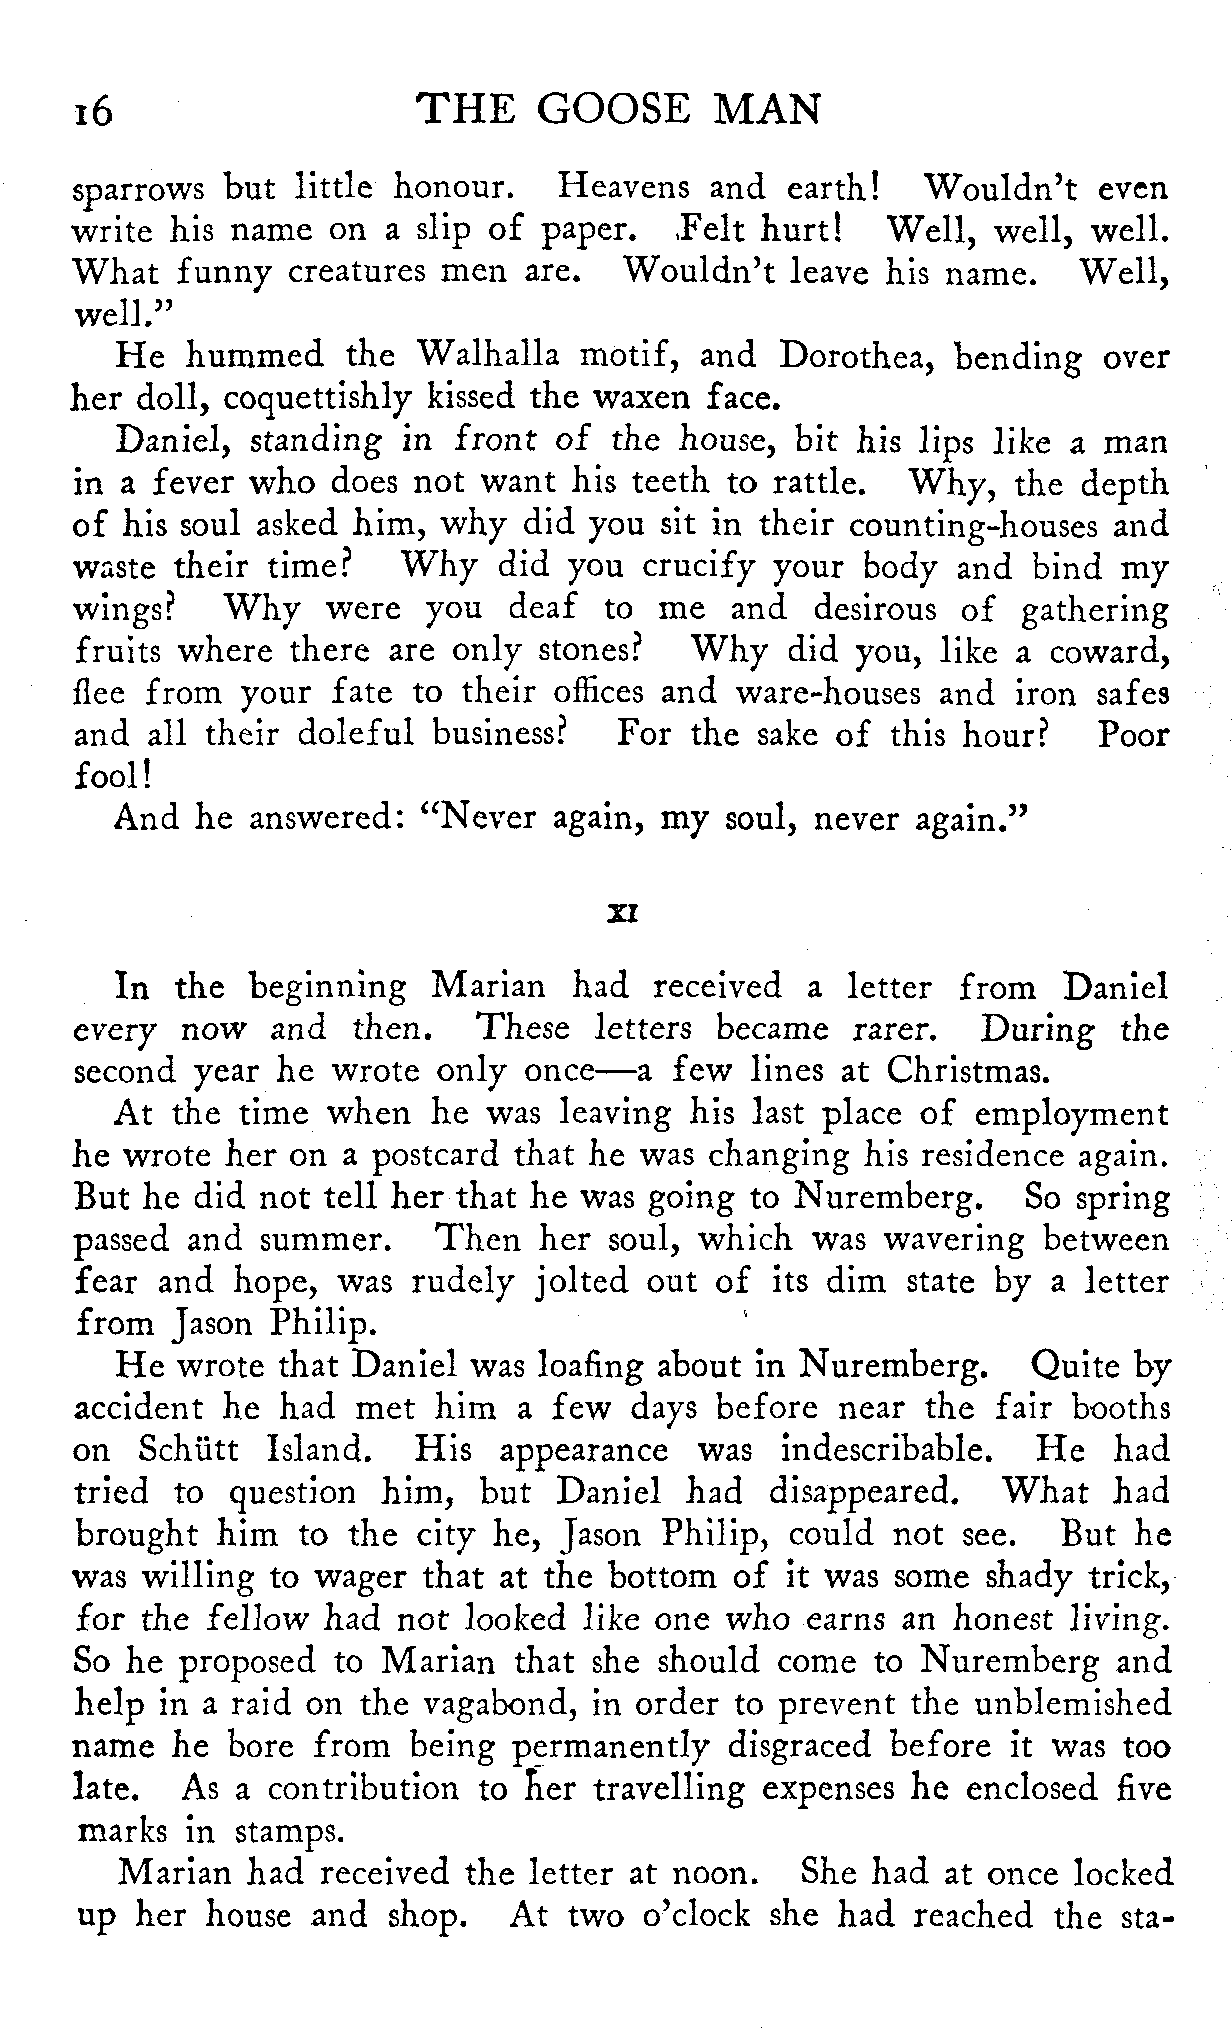 16 THE GOOSE MAN
sparrows but little honour. Heavens and earth! Wouldn't even
write his name on a slip of paper. Felt hurt! Well, well, well.
What funny creatures men are. Wouldn't leave his name. Well,
well."
He hummed the Walhalla motif, and Dorothea, bending over
her doll, coquettishly kissed the waxen face.
Daniel, standing in front of the house, bit his lips like a man
in a fever who does not want his teeth to rattle. Why, the depth
of his soul asked him, why did you sit in their counting-houses and
waste their time? Why did you crucify your body and bind my
wings? Why were you deaf to me and desirous of gathering
fruits where there are only stones? Why did you, like a coward,
flee from your fate to their offices and ware-houses and iron safes
and all their doleful business? For the sake of this hour? Poor
fool!
And he answered: "Never again, my soul, never again."
XI
In the beginning Marian had received a letter from Daniel
every now and then. These letters became rarer. During the
second year he wrote only once—a few lines at Christmas.
At the time when he was leaving his last place of employment
he wrote her on a postcard that he was changing his residence again.
But he did not tell her that he was going to Nuremberg. So spring
passed and summer. Then her soul, which was wavering between
fear and hope, was rudely jolted out of its dim state by a letter
from Jason Philip.
He wrote that Daniel was loafing about in Nuremberg. Quite by
accident he had met him a few days before near the fair booths
on Schütt Island. His appearance was indescribable. He had
tried to question him, but Daniel had disappeared. What had
brought him to the city he, Jason Philip, could not see. But he
was willing to wager that at the bottom of it was some shady trick,
for the fellow had not looked like one who earns an honest living.
So he proposed to Marian that she should come to Nuremberg and
help in a raid on the vagabond, in order to prevent the unblemished
name he bore from being permanently disgraced before it was too
late. As a contribution to her travelling expenses he enclosed five
marks in stamps.
Marian had received the letter at noon. She had at once locked
up her house and shop. At two o'clock she had reached the sta-